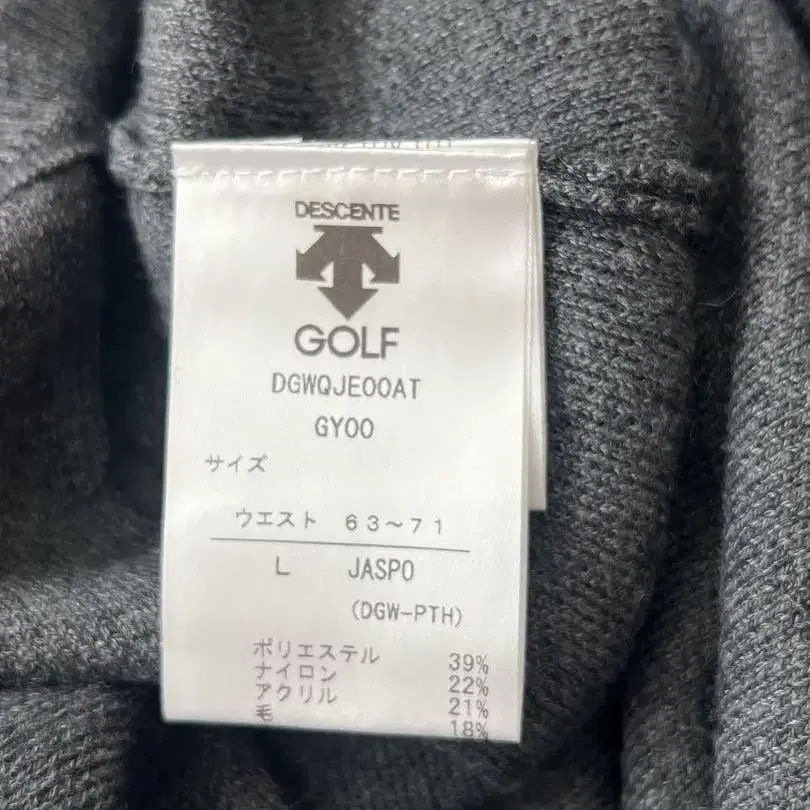 DESCENTE
GOLF
DGWQJE00AT
GY00
サイズ
ウエスト 63~71
L JASPO
(DGW-PTH)
ポリエステル 39%
ナイロン 22%
アクリル 21%
毛 18%